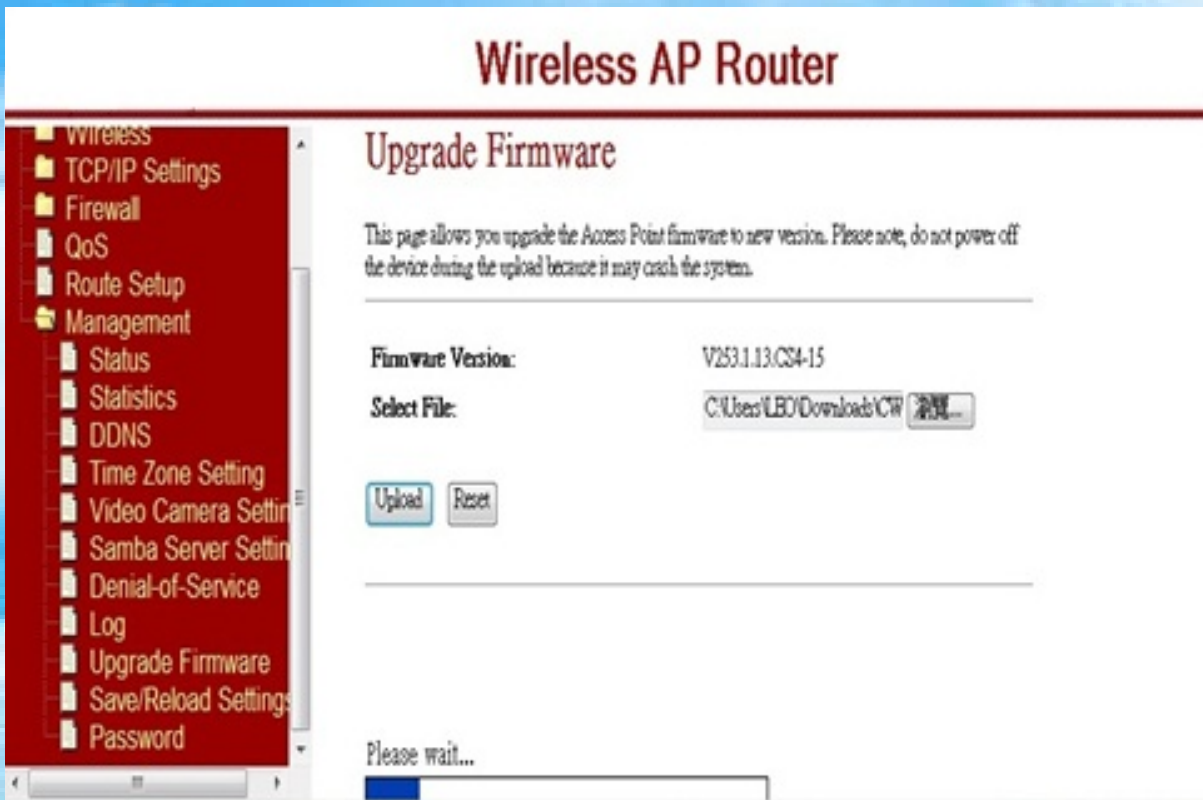 Wireless AP Router
Wireless
TCP/IP Settings
Firewall
QoS
Route Setup
Management
Status
Statistics
DDNS
Time Zone Setting
Video Camera Settin
Samba Server Settin
Denial-of-Service
Log
Upgrade Firmware
Save/Reload Settings
Password
Upgrade Firmware
This page allows you upgrade the Access Point firmware to new version. Please note, do not power off
the device during the upload because it may crash the system.
Firmware Version: V253.1.13.CS4-15
Select File: C:\Users\LEO\Downloads\CW 瀏覽...
Upload Reset
Please wait...